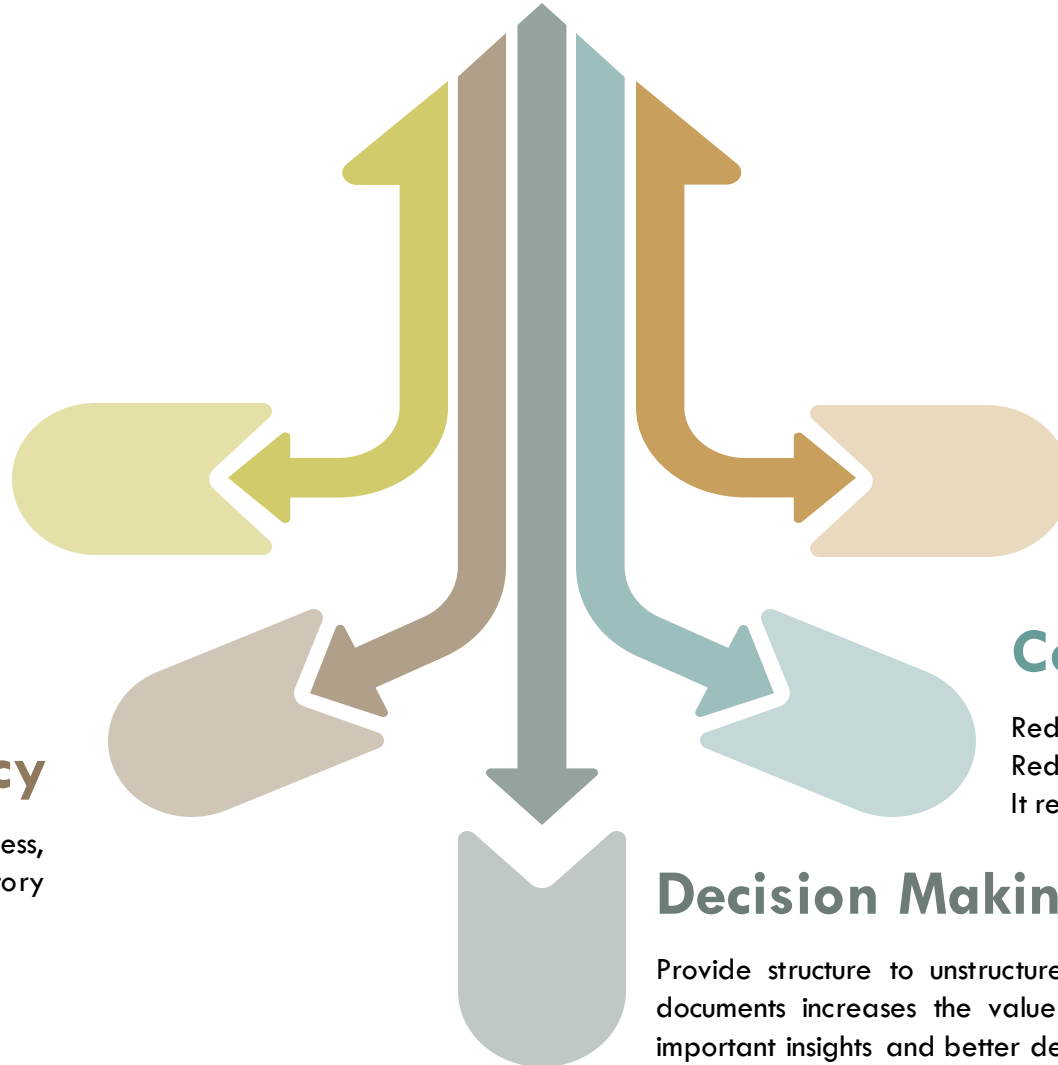 Co
Red
Red
It re
cy
ess,
tory
Decision Makin
Provide structure to unstructure
documents increases the value
important insights and better de